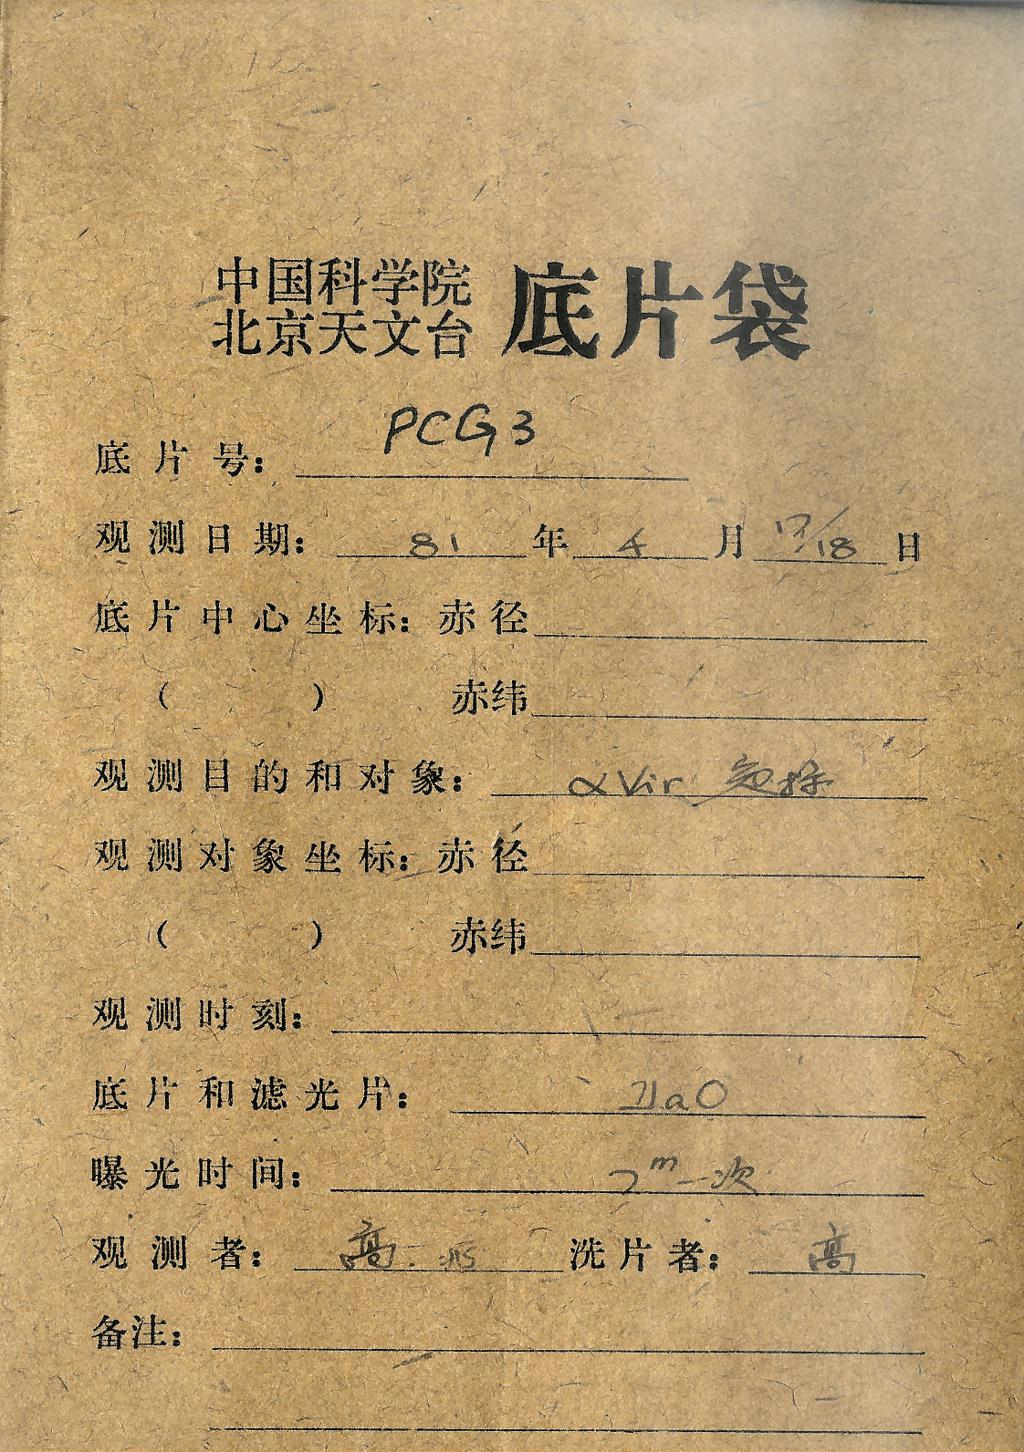 中国科学院
北京天文台 底片袋
底片号： PCG3
观测日期： 81 年 4 月 17/18 日
底片中心坐标：赤径
（ ） 赤纬
观测目的和对象： αVir
观测对象坐标：赤径
（ ） 赤纬
观测时刻：
底片和滤光片： IIaO
曝光时间： m一次
观测者： 高. 洗片者： 高
备注：